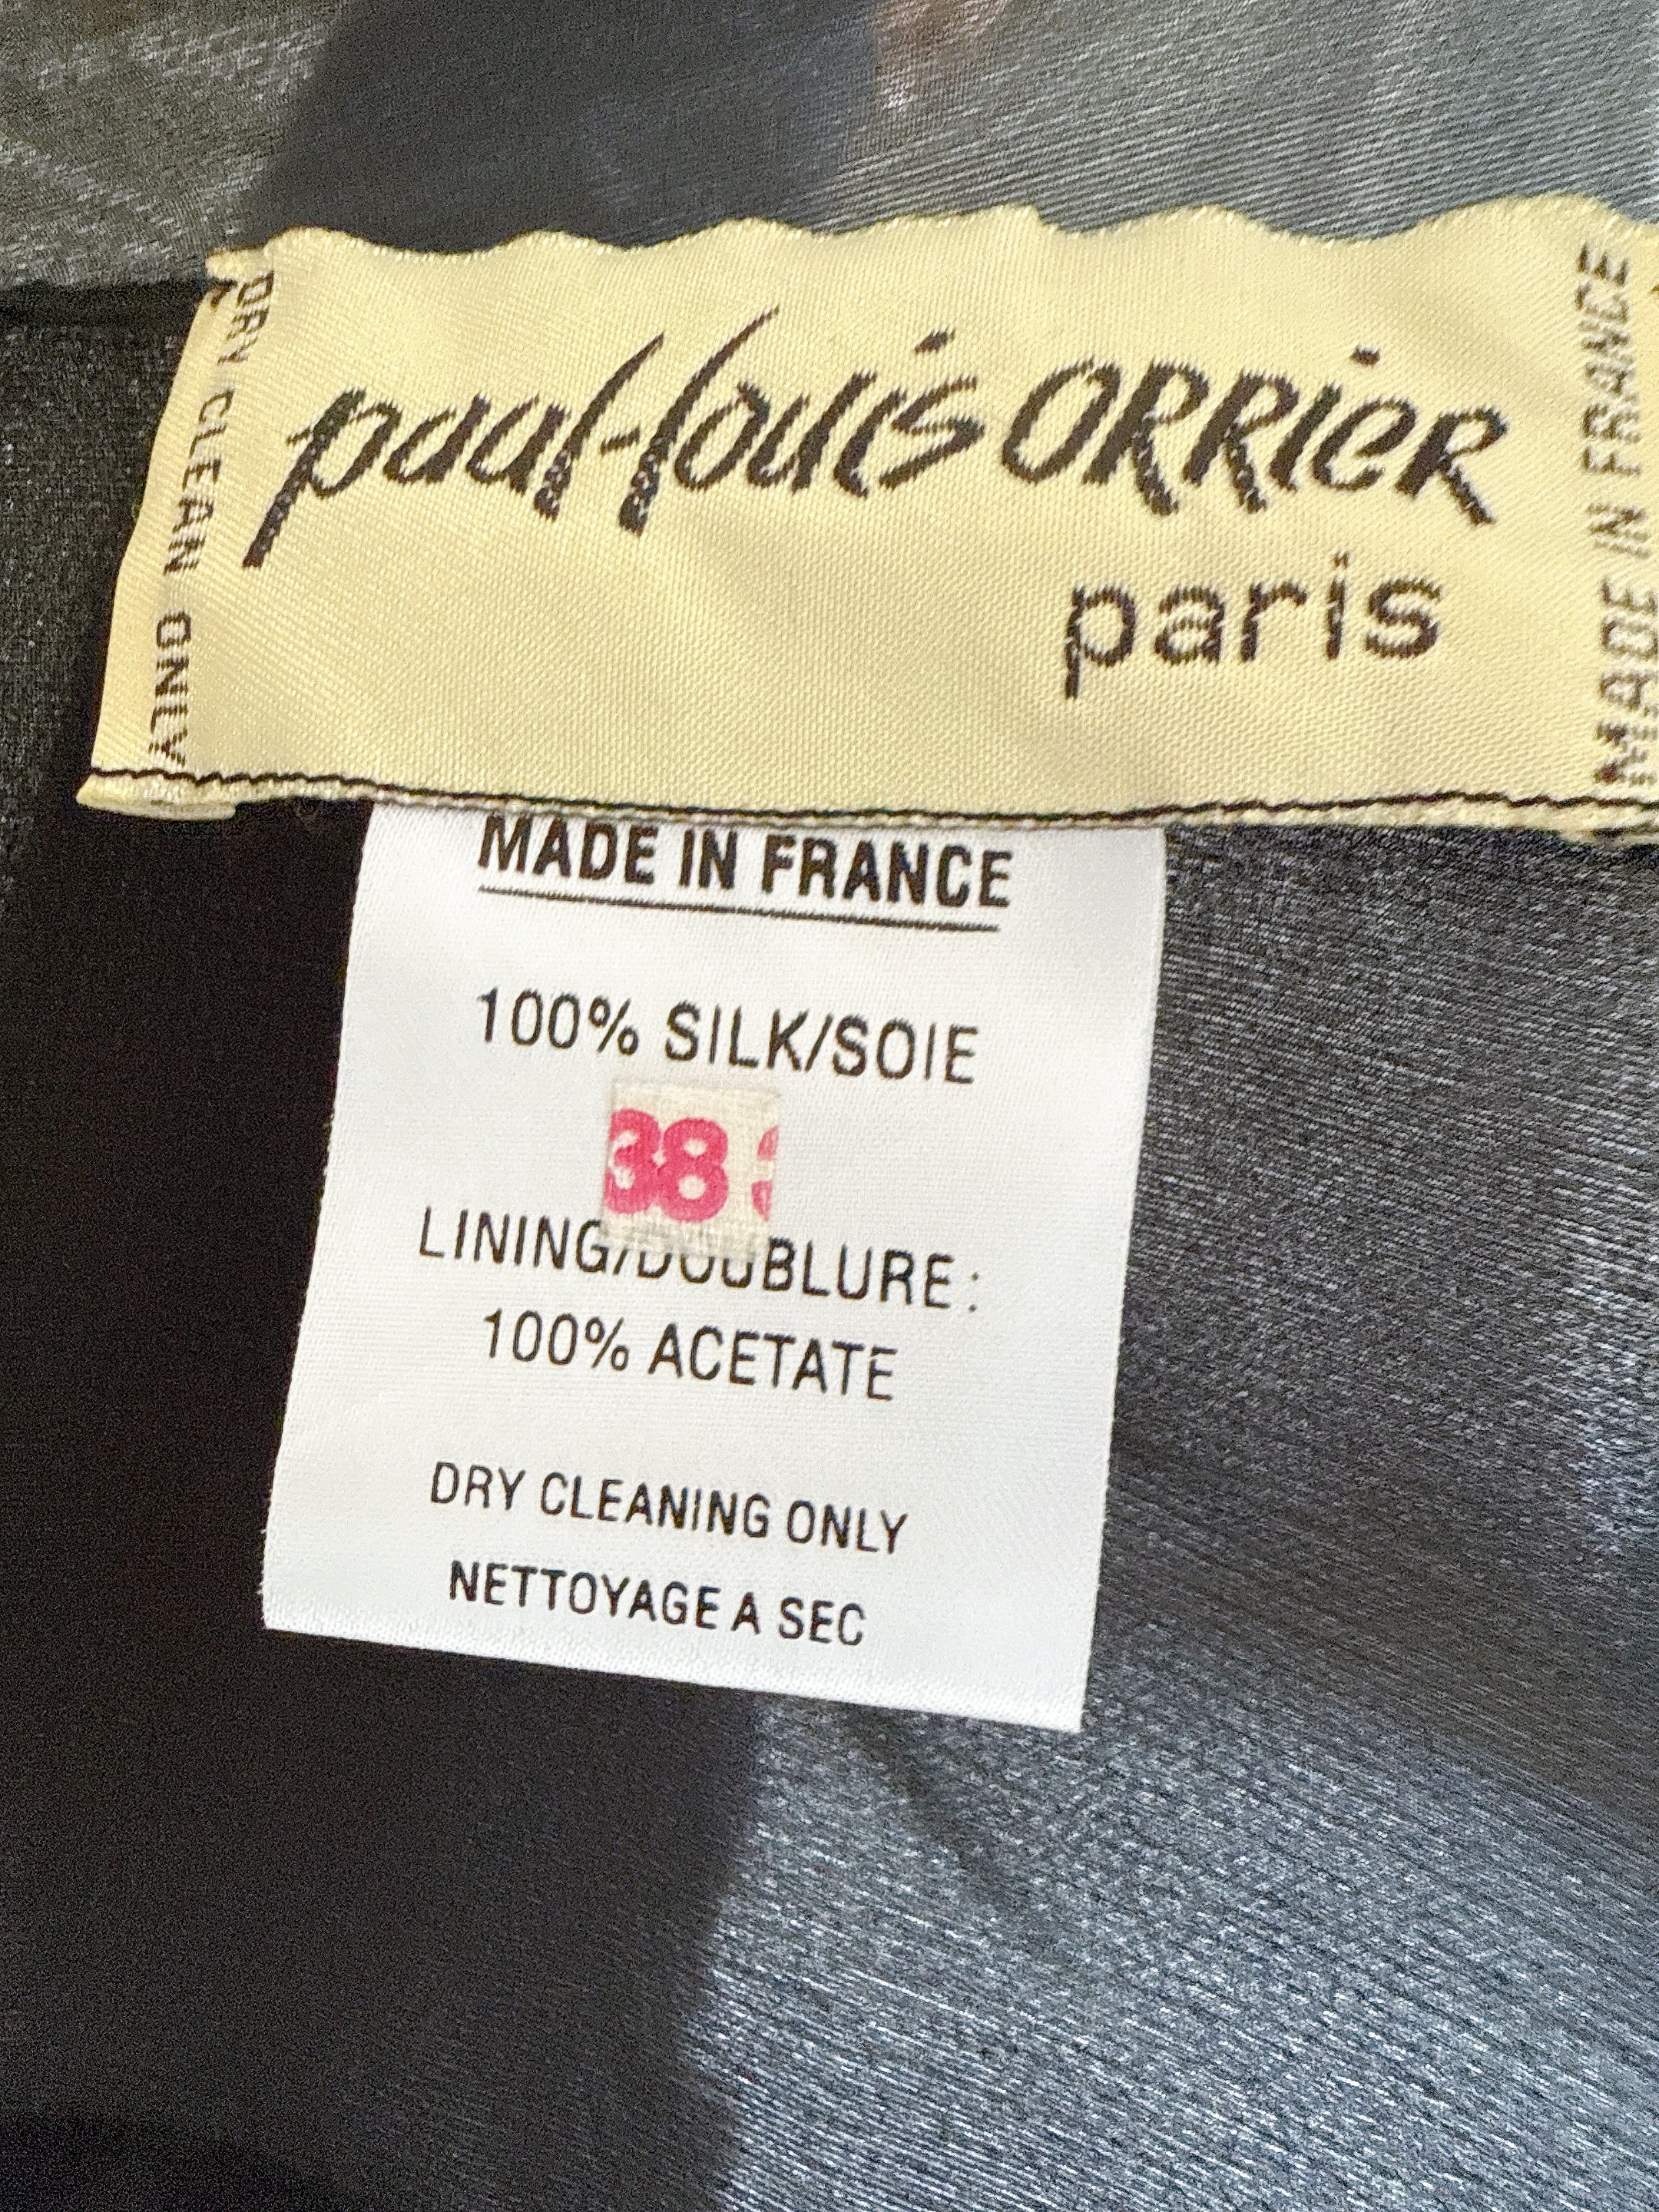 DRY CLEAN ONLY
paul-louis ORRIER
paris
MADE IN FRANCE
MADE IN FRANCE
100% SILK/SOIE
38
LINING/DOUBLURE:
100% ACETATE
DRY CLEANING ONLY
NETTOYAGE A SEC